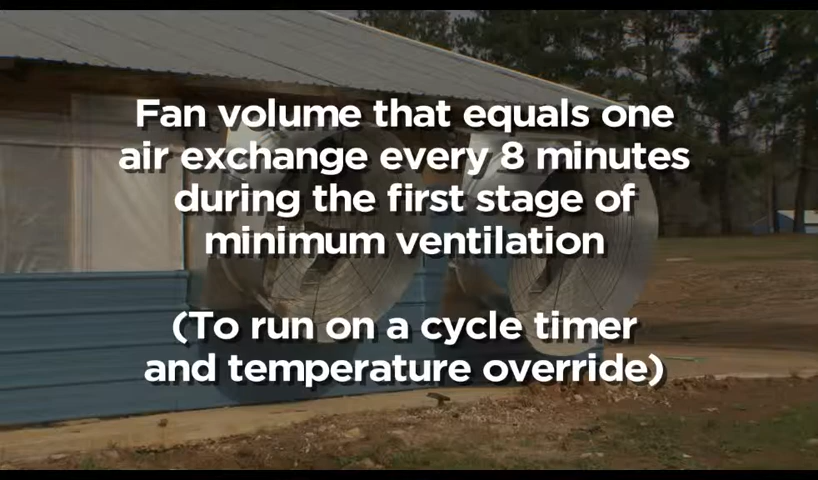 Fan volume that equals one
air exchange every 8 minutes
during the first stage of
minimum ventilation
(To run on a cycle timer
and temperature override)